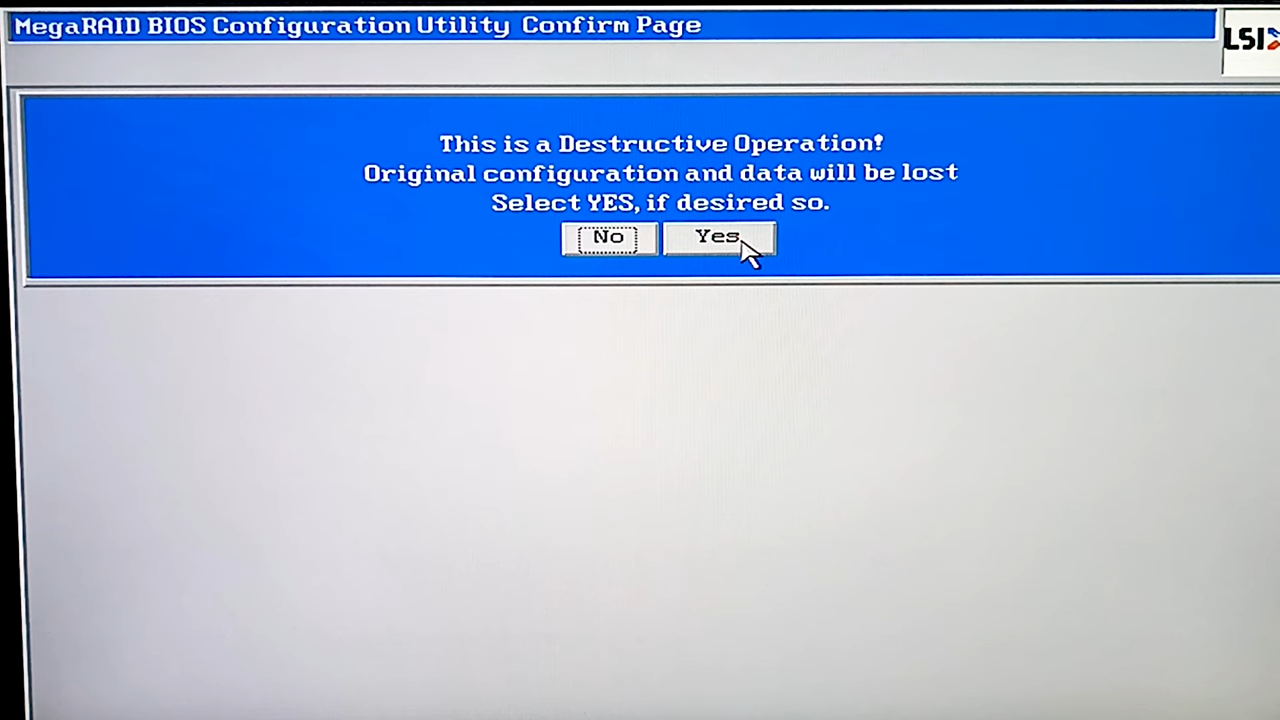 MegaRAID BIOS Configuration Utility Confirm Page
LSI
This is a Destructive Operation!
Original configuration and data will be lost
Select YES, if desired so.
No Yes